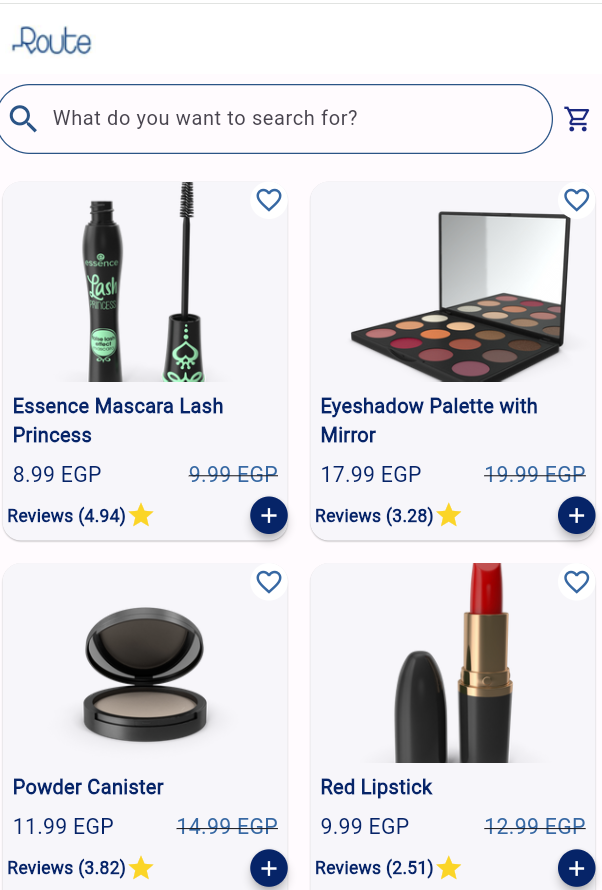 Route
What do you want to search for?
essence
Lash
PRINCESS
Essence Mascara Lash
Princess
8.99 EGP 9.99 EGP
Reviews (4.94)
Eyeshadow Palette with
Mirror
17.99 EGP 19.99 EGP
Reviews (3.28)
Powder Canister
11.99 EGP 14.99 EGP
Reviews (3.82)
Red Lipstick
9.99 EGP 12.99 EGP
Reviews (2.51)